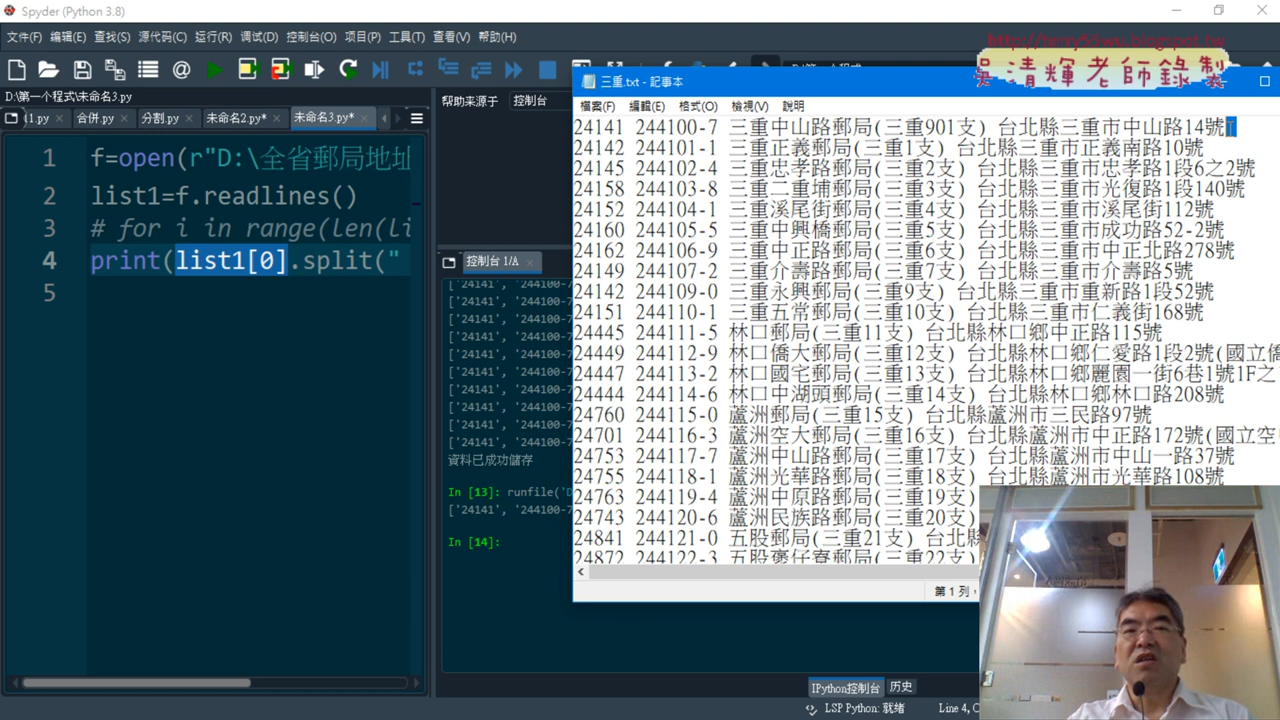 Spyder (Python 3.8)
文件(F) 编辑(E) 查找(S) 源代码(C) 运行(R) 调试(D) 控制台(O) 项目(P) 工具(T) 查看(V) 帮助(H)
http://terry55wu.blogspot.tw
吳清輝老師錄製
D:\第一个程式\未命名3.py
(1.py 合併.py 分割.py 未命名2.py* 未命名3.py*
帮助来源于 控制台
1 f=open(r"D:\全省郵局地址
2 list1=f.readlines()
3 # for i in range(len(li
4 print(list1[0].split("
5
控制台 1/A
['24141', '244100-7
['24141', '244100-7
['24141', '244100-7
['24141', '244100-7
['24141', '244100-7
['24141', '244100-7
['24141', '244100-7
['24141', '244100-7
['24141', '244100-7
['24141', '244100-7
資料已成功儲存
In [13]: runfile('D
['24141', '244100-7
In [14]:
三重.txt - 記事本
檔案(F) 編輯(E) 格式(O) 檢視(V) 說明
24141 244100-7 三重中山路郵局(三重901支) 台北縣三重市中山路14號
24142 244101-1 三重正義郵局(三重1支) 台北縣三重市正義南路10號
24145 244102-4 三重忠孝路郵局(三重2支) 台北縣三重市忠孝路1段6之2號
24158 244103-8 三重二重埔郵局(三重3支) 台北縣三重市光復路1段140號
24152 244104-1 三重溪尾街郵局(三重4支) 台北縣三重市溪尾街112號
24160 244105-5 三重中興橋郵局(三重5支) 台北縣三重市成功路52-2號
24162 244106-9 三重中正路郵局(三重6支) 台北縣三重市中正北路278號
24149 244107-2 三重介壽路郵局(三重7支) 台北縣三重市介壽路5號
24142 244109-0 三重永興郵局(三重9支) 台北縣三重市重新路1段52號
24151 244110-1 三重五常郵局(三重10支) 台北縣三重市仁義街168號
24445 244111-5 林口郵局(三重11支) 台北縣林口鄉中正路115號
24449 244112-9 林口僑大郵局(三重12支) 台北縣林口鄉仁愛路1段2號(國立僑
24447 244113-2 林口國宅郵局(三重13支) 台北縣林口鄉麗園一街6巷1號1F之
24444 244114-6 林口中湖頭郵局(三重14支) 台北縣林口鄉林口路208號
24760 244115-0 蘆洲郵局(三重15支) 台北縣蘆洲市三民路97號
24701 244116-3 蘆洲空大郵局(三重16支) 台北縣蘆洲市中正路172號(國立空
24753 244117-7 蘆洲中山路郵局(三重17支) 台北縣蘆洲市中山一路37號
24755 244118-1 蘆洲光華路郵局(三重18支) 台北縣蘆洲市光華路108號
24763 244119-4 蘆洲中原路郵局(三重19支)
24743 244120-6 蘆洲民族路郵局(三重20支)
24841 244121-0 五股郵局(三重21支) 台北縣
24872 244122-3 五股褒仔寮郵局(三重22支)
第 1 列,
IPython控制台 历史
LSP Python: 就绪 Line 4, C